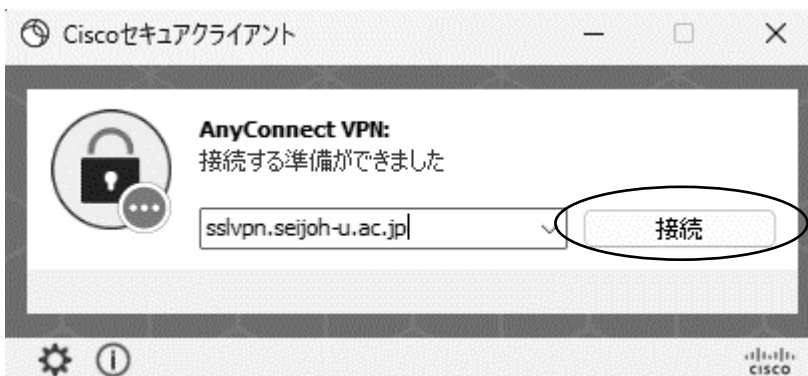 Ciscoセキュアクライアント
AnyConnect VPN:
接続する準備ができました
sslvpn.seijoh-u.ac.jp
接続
CISCO